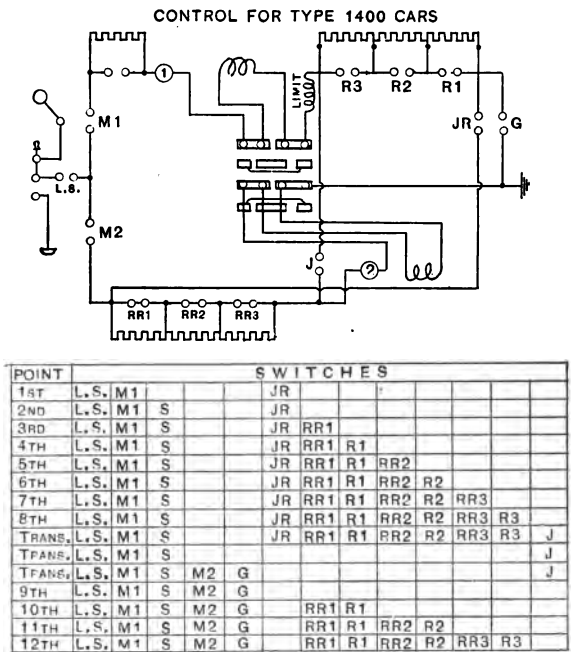 CONTROL FOR TYPE 1400 CARS
1
LIMIT
R3 R2 R1
M1
JR G
L.S.
M2
J
2
RR1 RR2 RR3
POINT SWITCHES
1ST L.S. M1 JR
2ND L.S. M1 S JR
3RD L.S. M1 S JR RR1
4TH L.S. M1 S JR RR1 R1
5TH L.S. M1 S JR RR1 R1 RR2
6TH L.S. M1 S JR RR1 R1 RR2 R2
7TH L.S. M1 S JR RR1 R1 RR2 R2 RR3
8TH L.S. M1 S JR RR1 R1 RR2 R2 RR3 R3
TRANS. L.S. M1 S JR RR1 R1 RR2 R2 RR3 R3 J
TRANS. L.S. M1 S J
TRANS. L.S. M1 S M2 G J
9TH L.S. M1 S M2 G
10TH L.S. M1 S M2 G RR1 R1
11TH L.S. M1 S M2 G RR1 R1 RR2 R2
12TH L.S. M1 S M2 G RR1 R1 RR2 R2 RR3 R3